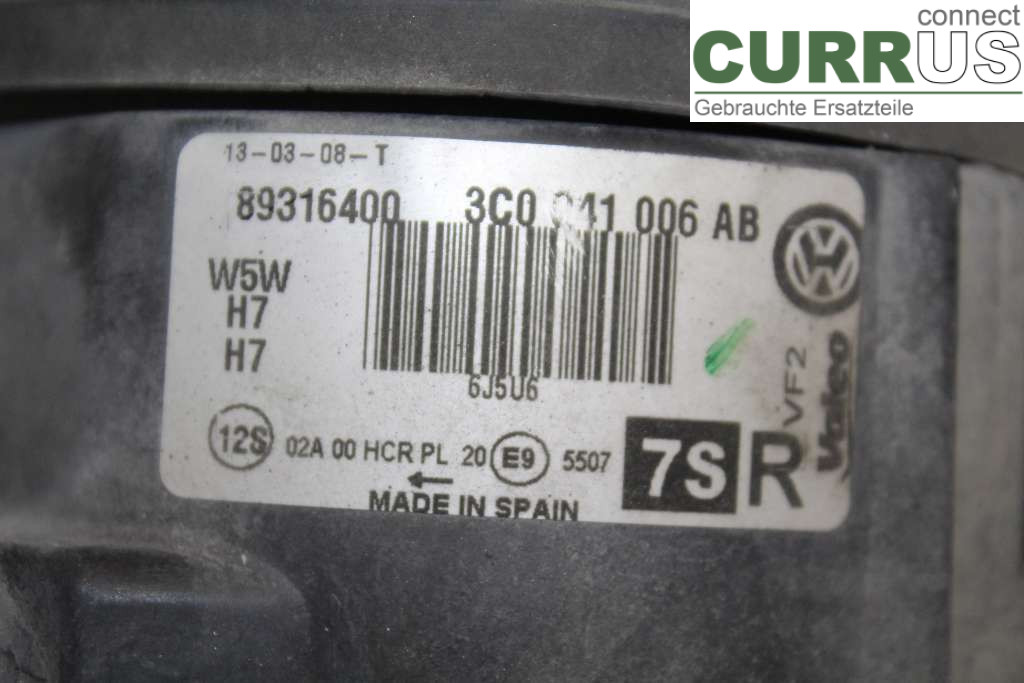 connect
CURRUS
Gebrauchte Ersatzteile
13-03-08-T
89316400 3C0 41 006 AB
W5W
H7
H7
6J5U6
VF2
Valeo
12S 02A 00 HCR PL 20 E9 5507 7S R
MADE IN SPAIN